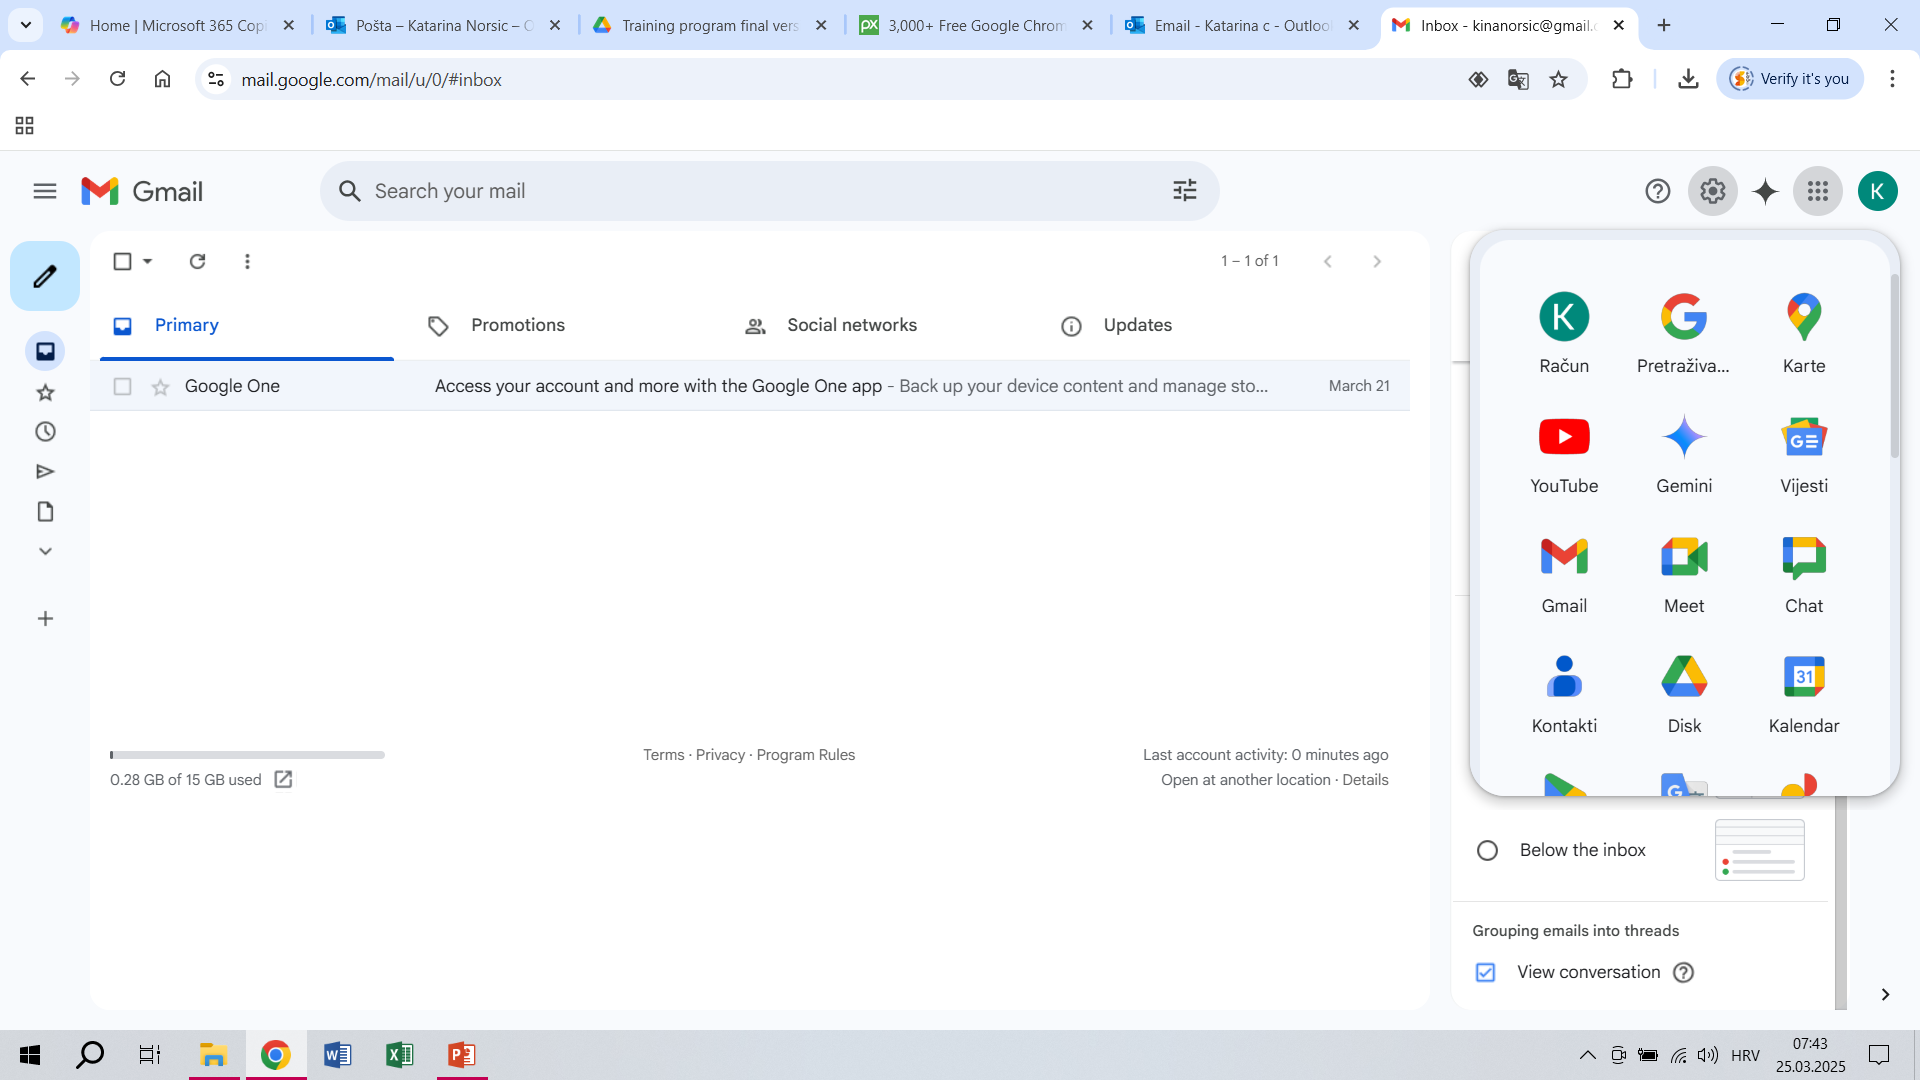 Home | Microsoft 365 Copi
Pošta – Katarina Norsic – O
Training program final vers
3,000+ Free Google Chrom
Email - Katarina c - Outlook
Inbox - kinanorsic@gmail.c
mail.google.com/mail/u/0/#inbox
Verify it's you
Gmail
Search your mail
K
1 – 1 of 1
Primary
Promotions
Social networks
Updates
Google One
Access your account and more with the Google One app - Back up your device content and manage sto...
March 21
K
Račun
Pretraživa...
Karte
YouTube
Gemini
Vijesti
Gmail
Meet
Chat
31
Kontakti
Disk
Kalendar
0.28 GB of 15 GB used
Terms · Privacy · Program Rules
Last account activity: 0 minutes ago
Open at another location · Details
Below the inbox
Grouping emails into threads
View conversation
HRV
07:43
25.03.2025